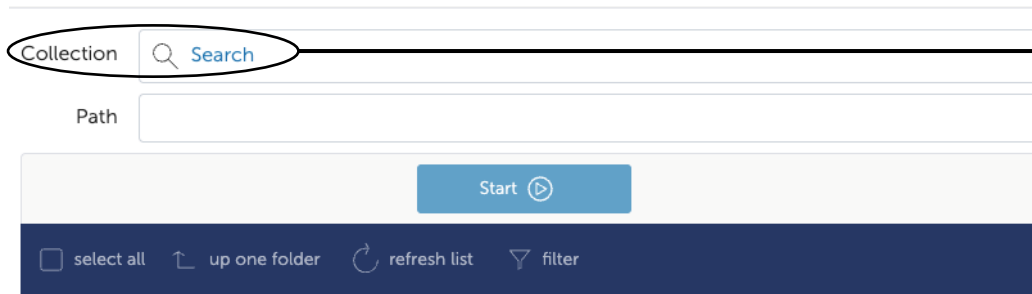 Collection Search
Path
Start
select all up one folder refresh list filter